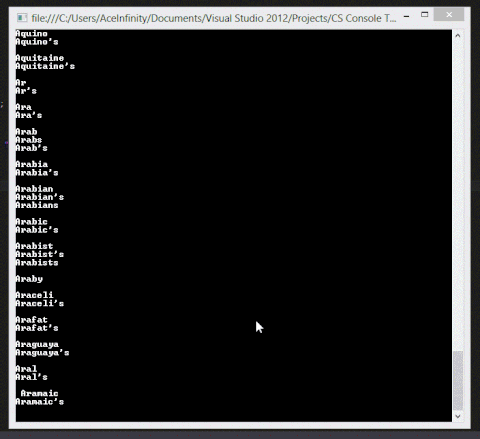 file:///C:/Users/AceInfinity/Documents/Visual Studio 2012/Projects/CS Console T...
Aquino
Aquino's
Aquitaine
Aquitaine's
Ar
Ar's
Ara
Ara's
Arab
Arabs
Arab's
Arabia
Arabia's
Arabian
Arabian's
Arabians
Arabic
Arabic's
Arabist
Arabist's
Arabists
Araby
Araceli
Araceli's
Arafat
Arafat's
Araguaya
Araguaya's
Aral
Aral's
Aramaic
Aramaic's